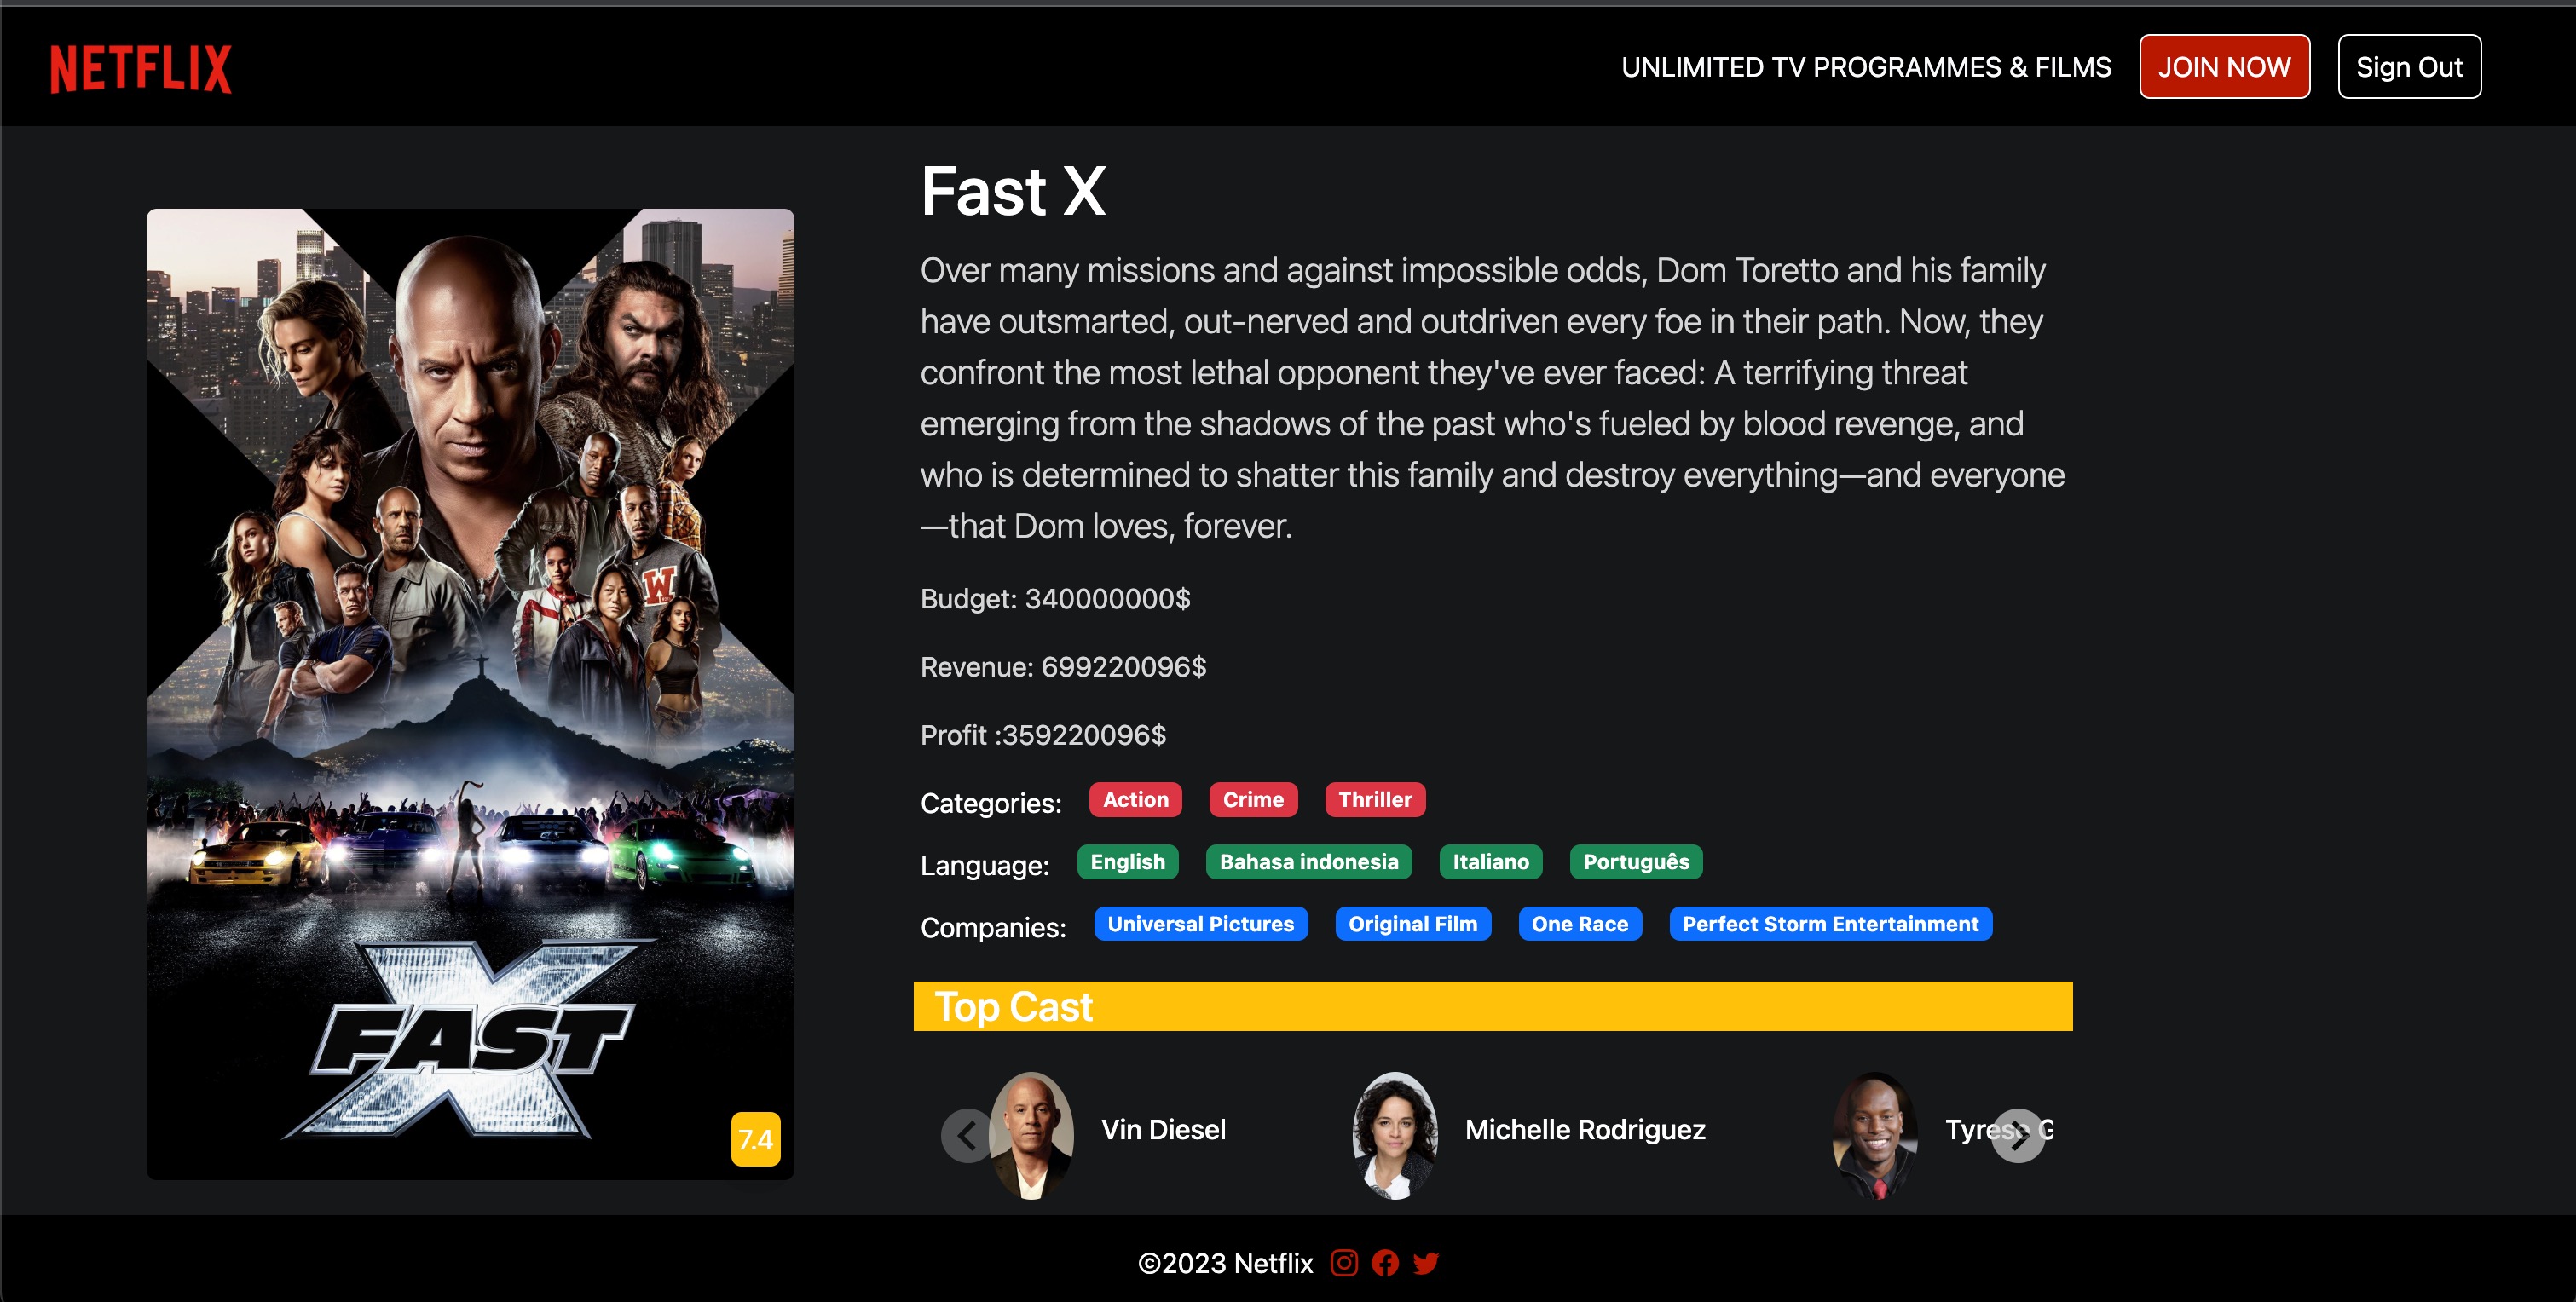 NETFLIX
UNLIMITED TV PROGRAMMES & FILMS
JOIN NOW
Sign Out
Fast X
Over many missions and against impossible odds, Dom Toretto and his family
have outsmarted, out-nerved and outdriven every foe in their path. Now, they
confront the most lethal opponent they've ever faced: A terrifying threat
emerging from the shadows of the past who's fueled by blood revenge, and
who is determined to shatter this family and destroy everything—and everyone
—that Dom loves, forever.
Budget: 340000000$
Revenue: 699220096$
Profit :359220096$
Categories: Action Crime Thriller
Language: English Bahasa indonesia Italiano Português
Companies: Universal Pictures Original Film One Race Perfect Storm Entertainment
W
FAST X
7.4
Top Cast
Vin Diesel
Michelle Rodriguez
Tyrese G
©2023 Netflix